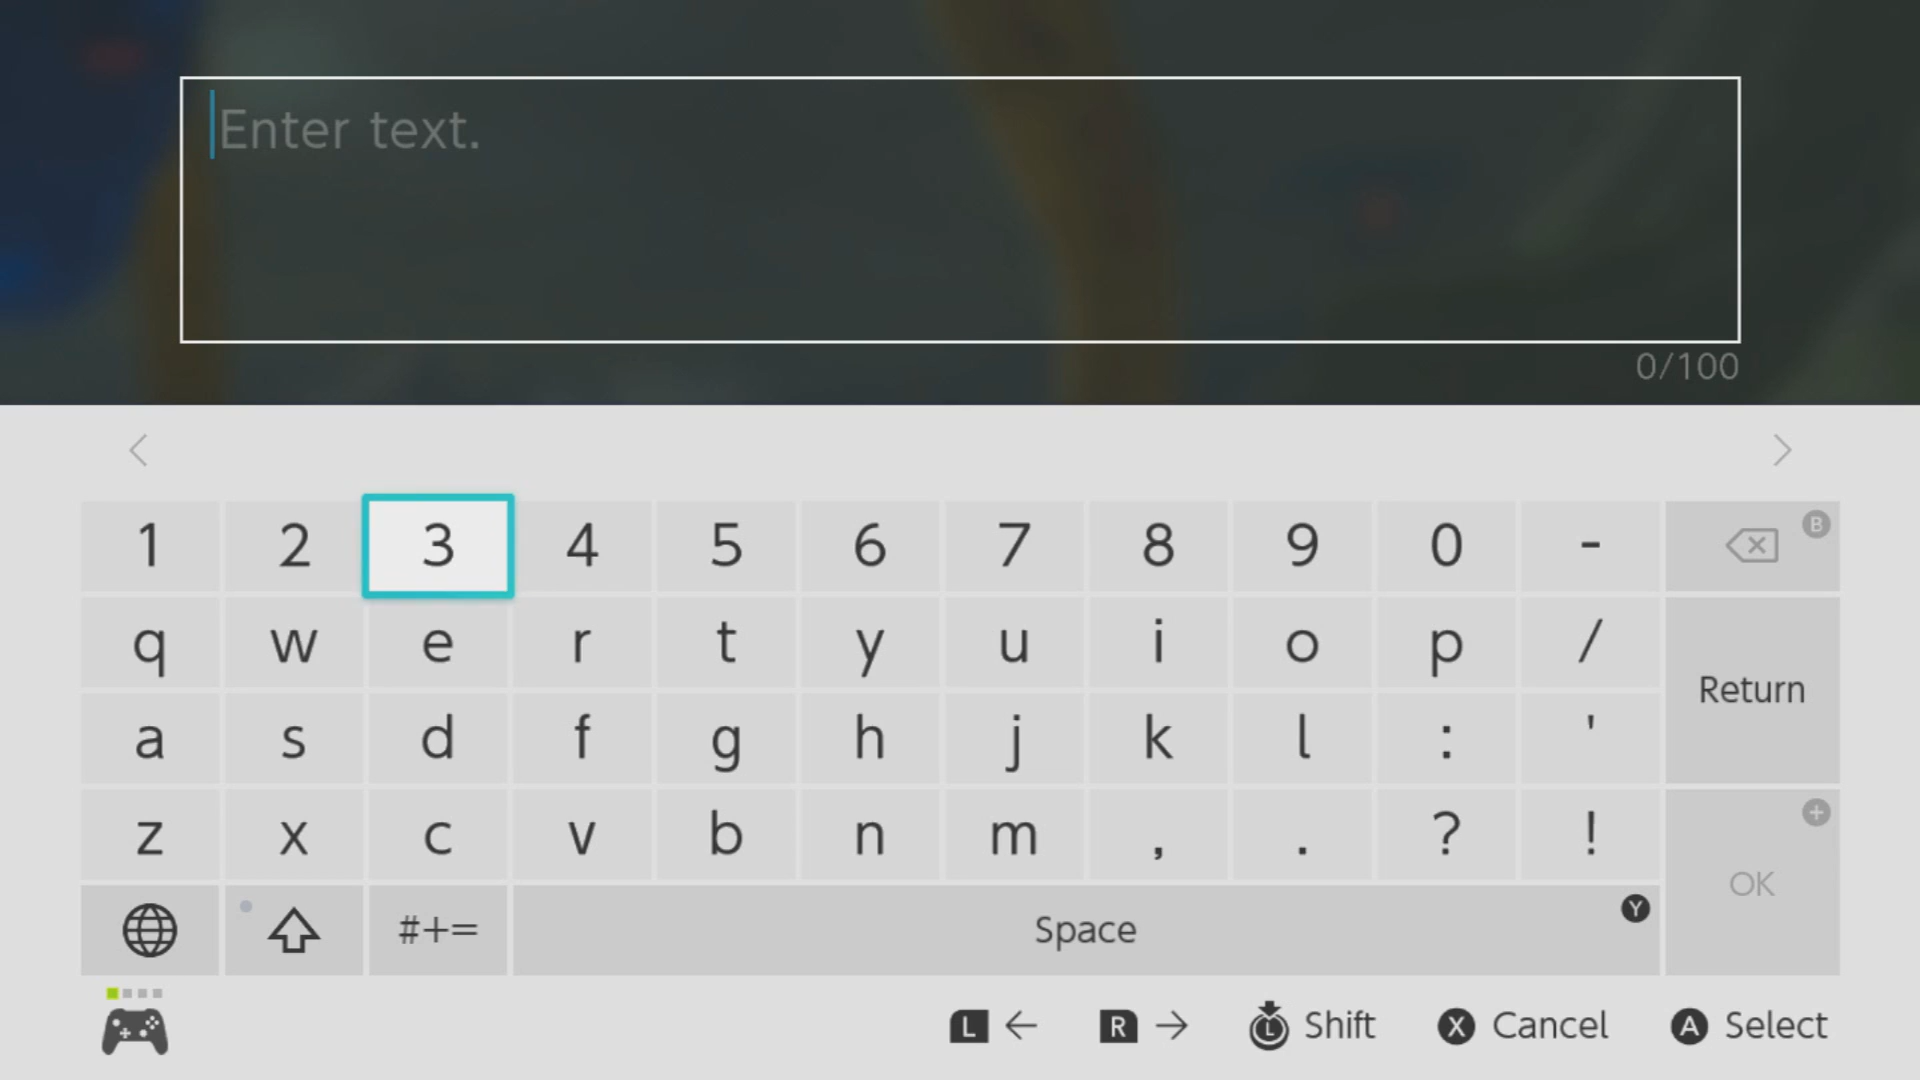 Enter text.
0/100
1 2 3 4 5 6 7 8 9 0 - B
q w e r t y u i o p /
Return
a s d f g h j k l : '
z x c v b n m , . ? ! +
OK
#+= Space Y
L ← R → L Shift X Cancel A Select